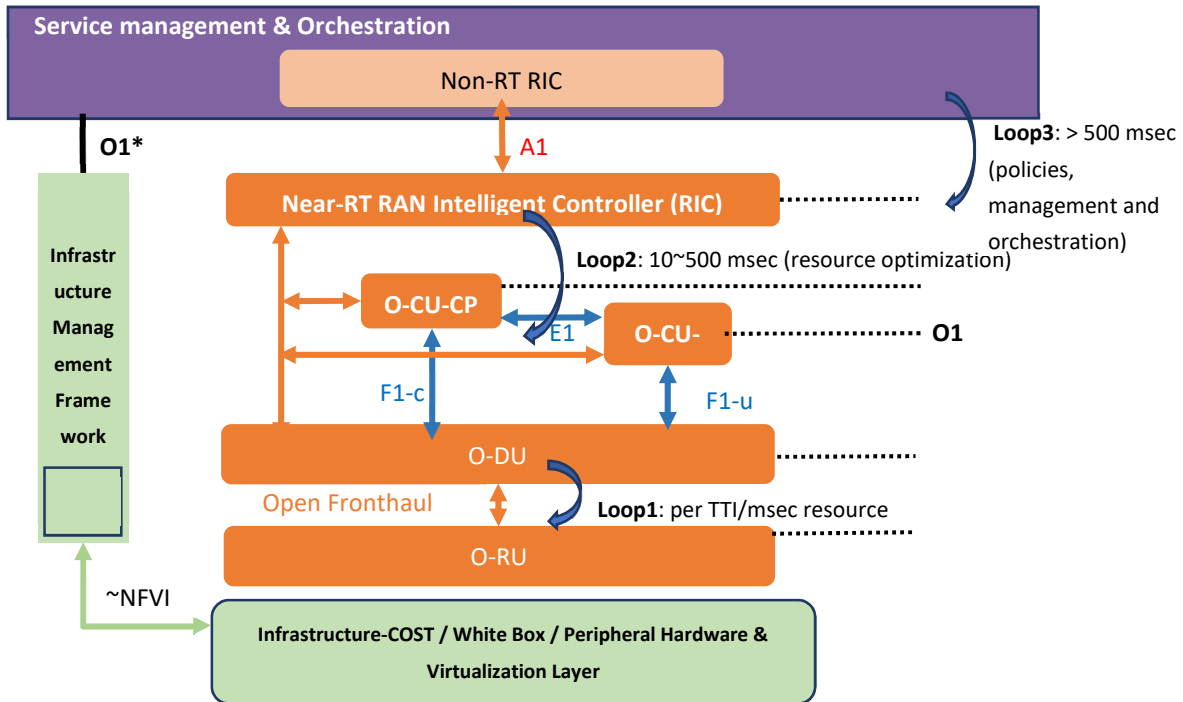 Service management & Orchestration
Non-RT RIC
O1*
A1
Loop3: > 500 msec
(policies,
management and
orchestration)
Near-RT RAN Intelligent Controller (RIC)
Infrastr
ucture
Manag
ement
Frame
work
Loop2: 10~500 msec (resource optimization)
O-CU-CP
E1
O-CU-
O1
F1-c
F1-u
O-DU
Open Fronthaul
Loop1: per TTI/msec resource
O-RU
~NFVI
Infrastructure-COST / White Box / Peripheral Hardware &
Virtualization Layer